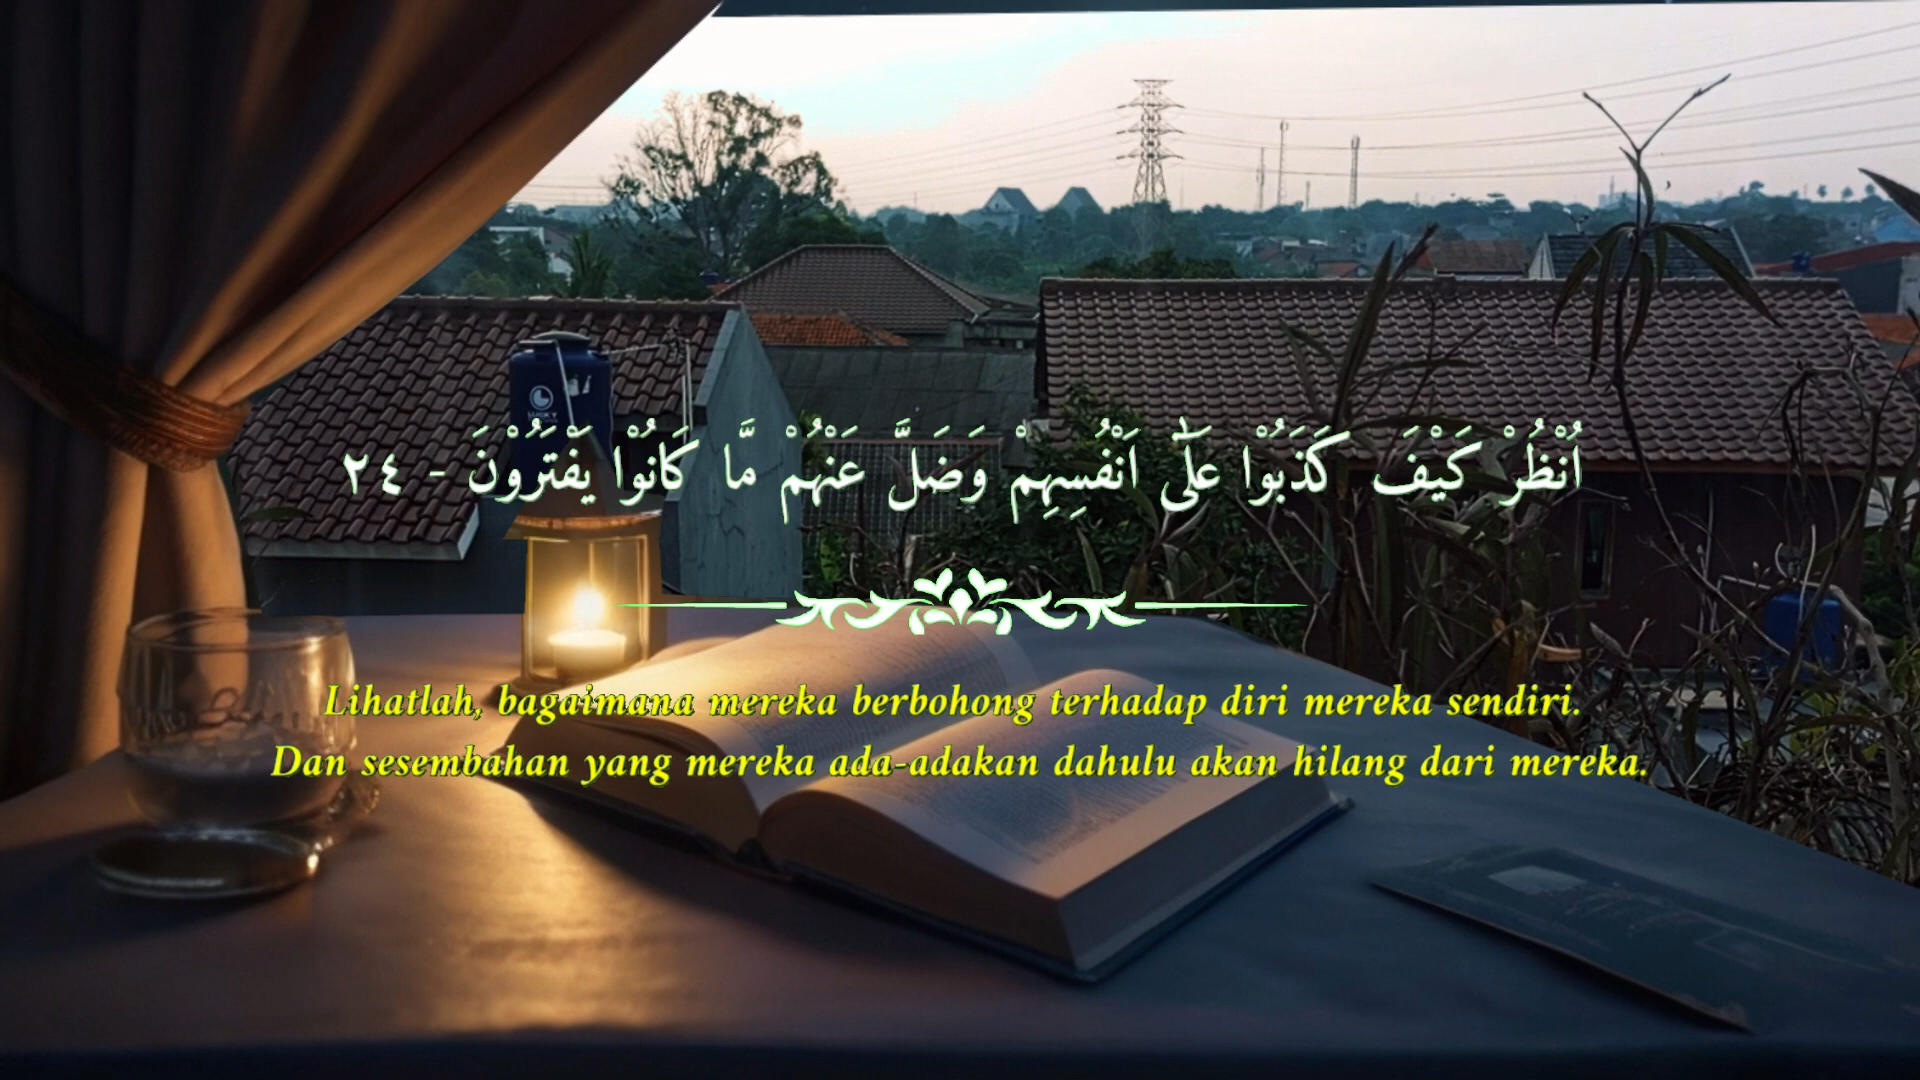 اُنْظُرْ كَيْفَ كَذَبُوْا عَلٰٓى اَنْفُسِهِمْ وَضَلَّ عَنْهُمْ مَّا كَانُوْا يَفْتَرُوْنَ - ٢٤
Lihatlah, bagaimana mereka berbohong terhadap diri mereka sendiri.
Dan sesembahan yang mereka ada-adakan dahulu akan hilang dari mereka.